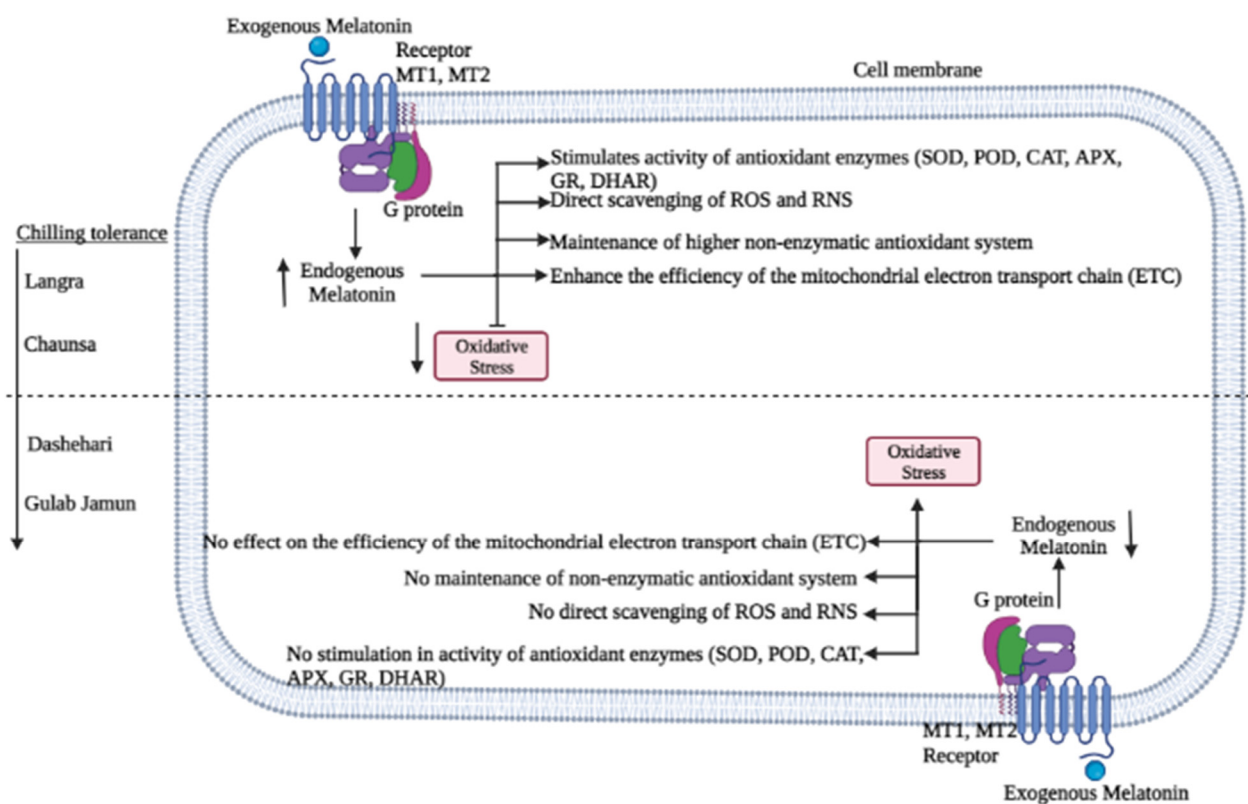 Exogenous Melatonin
Receptor
MT1, MT2
Cell membrane
Stimulates activity of antioxidant enzymes (SOD, POD, CAT, APX,
GR, DHAR)
Direct scavenging of ROS and RNS
G protein
Chilling tolerance
Maintenance of higher non-enzymatic antioxidant system
Langra
Endogenous
Melatonin
Enhance the efficiency of the mitochondrial electron transport chain (ETC)
Chaunsa
Oxidative
Stress
Dashehari
Gulab Jamun
Oxidative
Stress
Endogenous
Melatonin
No effect on the efficiency of the mitochondrial electron transport chain (ETC)
No maintenance of non-enzymatic antioxidant system
G protein
No direct scavenging of ROS and RNS
No stimulation in activity of antioxidant enzymes (SOD, POD, CAT,
APX, GR, DHAR)
MT1, MT2
Receptor
Exogenous Melatonin